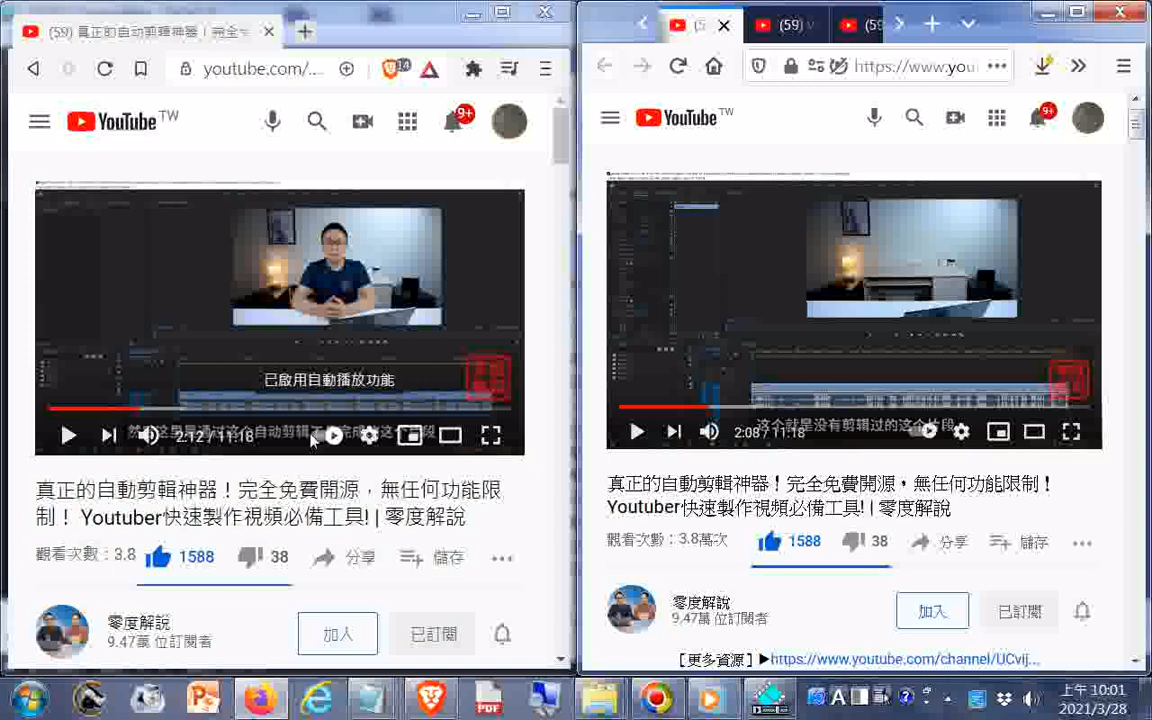 (59) 真正的自动剪辑神器！完全
youtube.com/...
14
YouTube TW
9+
已啟用自動播放功能
2:12 / 11:18
真正的自動剪輯神器！完全免費開源，無任何功能限
制！ Youtuber快速製作視頻必備工具! | 零度解說
觀看次數：3.8
1588
38
分享
儲存
零度解說
9.47萬 位訂閱者
加入
已訂閱
(5
(59)
(59
https://www.you
YouTube TW
9+
这个就是没有剪辑过的这个片段
2:08 / 11:18
真正的自動剪輯神器！完全免費開源，無任何功能限制！
Youtuber快速製作視頻必備工具! | 零度解說
觀看次數：3.8萬次
1588
38
分享
儲存
零度解說
9.47萬 位訂閱者
加入
已訂閱
【更多資源】▶https://www.youtube.com/channel/UCvij...
PDF
A
上午 10:01
2021/3/28